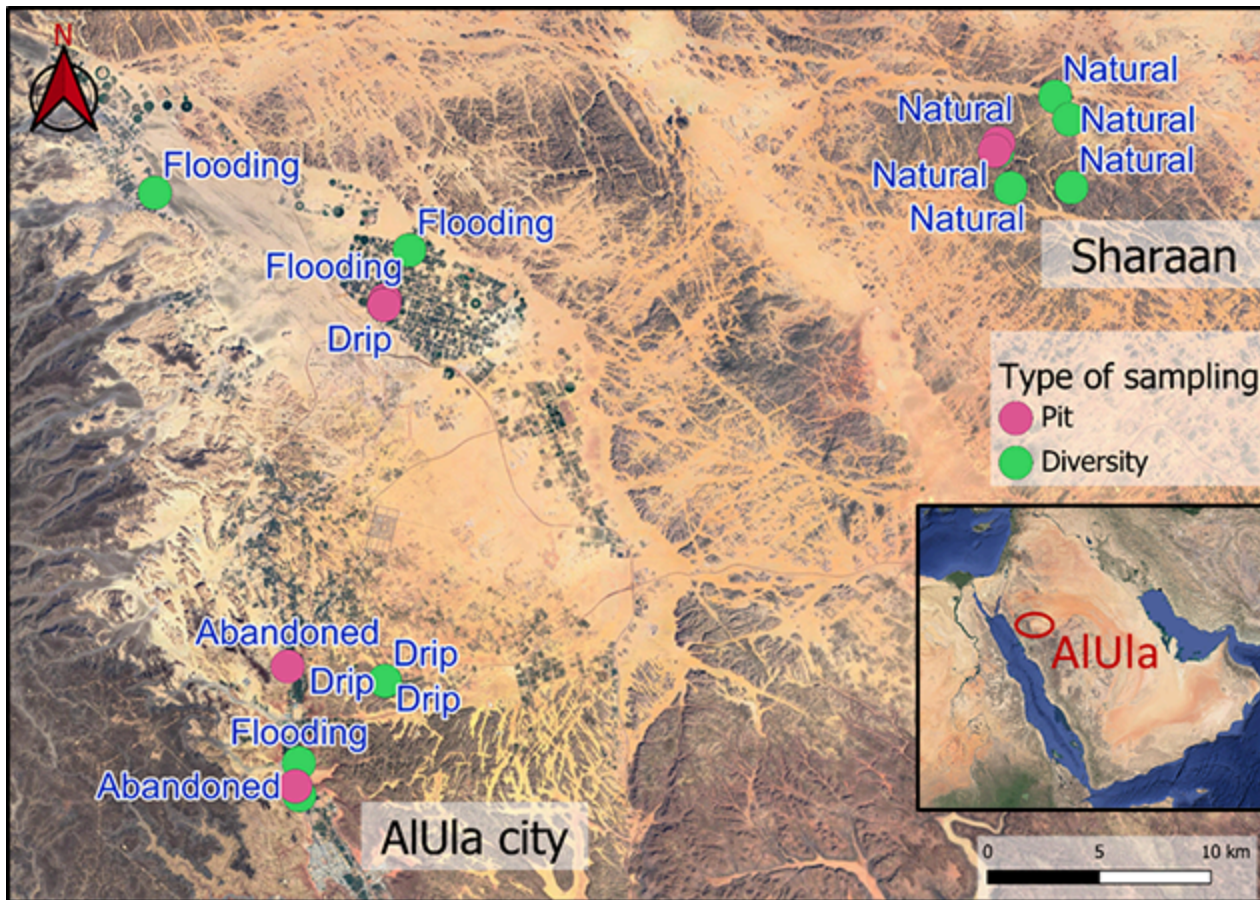 N
Natural
Natural
Natural
Natural
Natural
Natural
Sharaan
Flooding
Flooding
Flooding
Drip
Type of sampling
Pit
Diversity
AlUla
Abandoned
Drip
Drip
Drip
Flooding
Abandoned
AlUla city
0 5 10 km